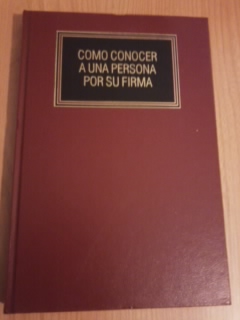 COMO CONOCER
A UNA PERSONA
POR SU FIRMA